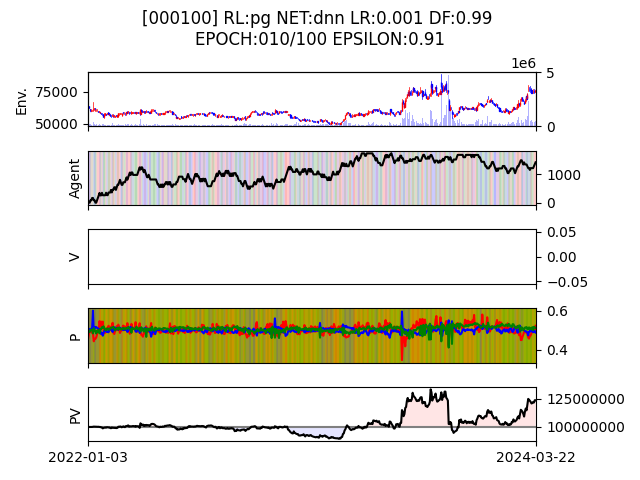 [000100] RL:pg NET:dnn LR:0.001 DF:0.99
EPOCH:010/100 EPSILON:0.91
1e6
Env.
75000
50000
5
0
Agent
1000
0
V
0.05
0.00
−0.05
P
0.6
0.4
PV
125000000
100000000
2022-01-03
2024-03-22